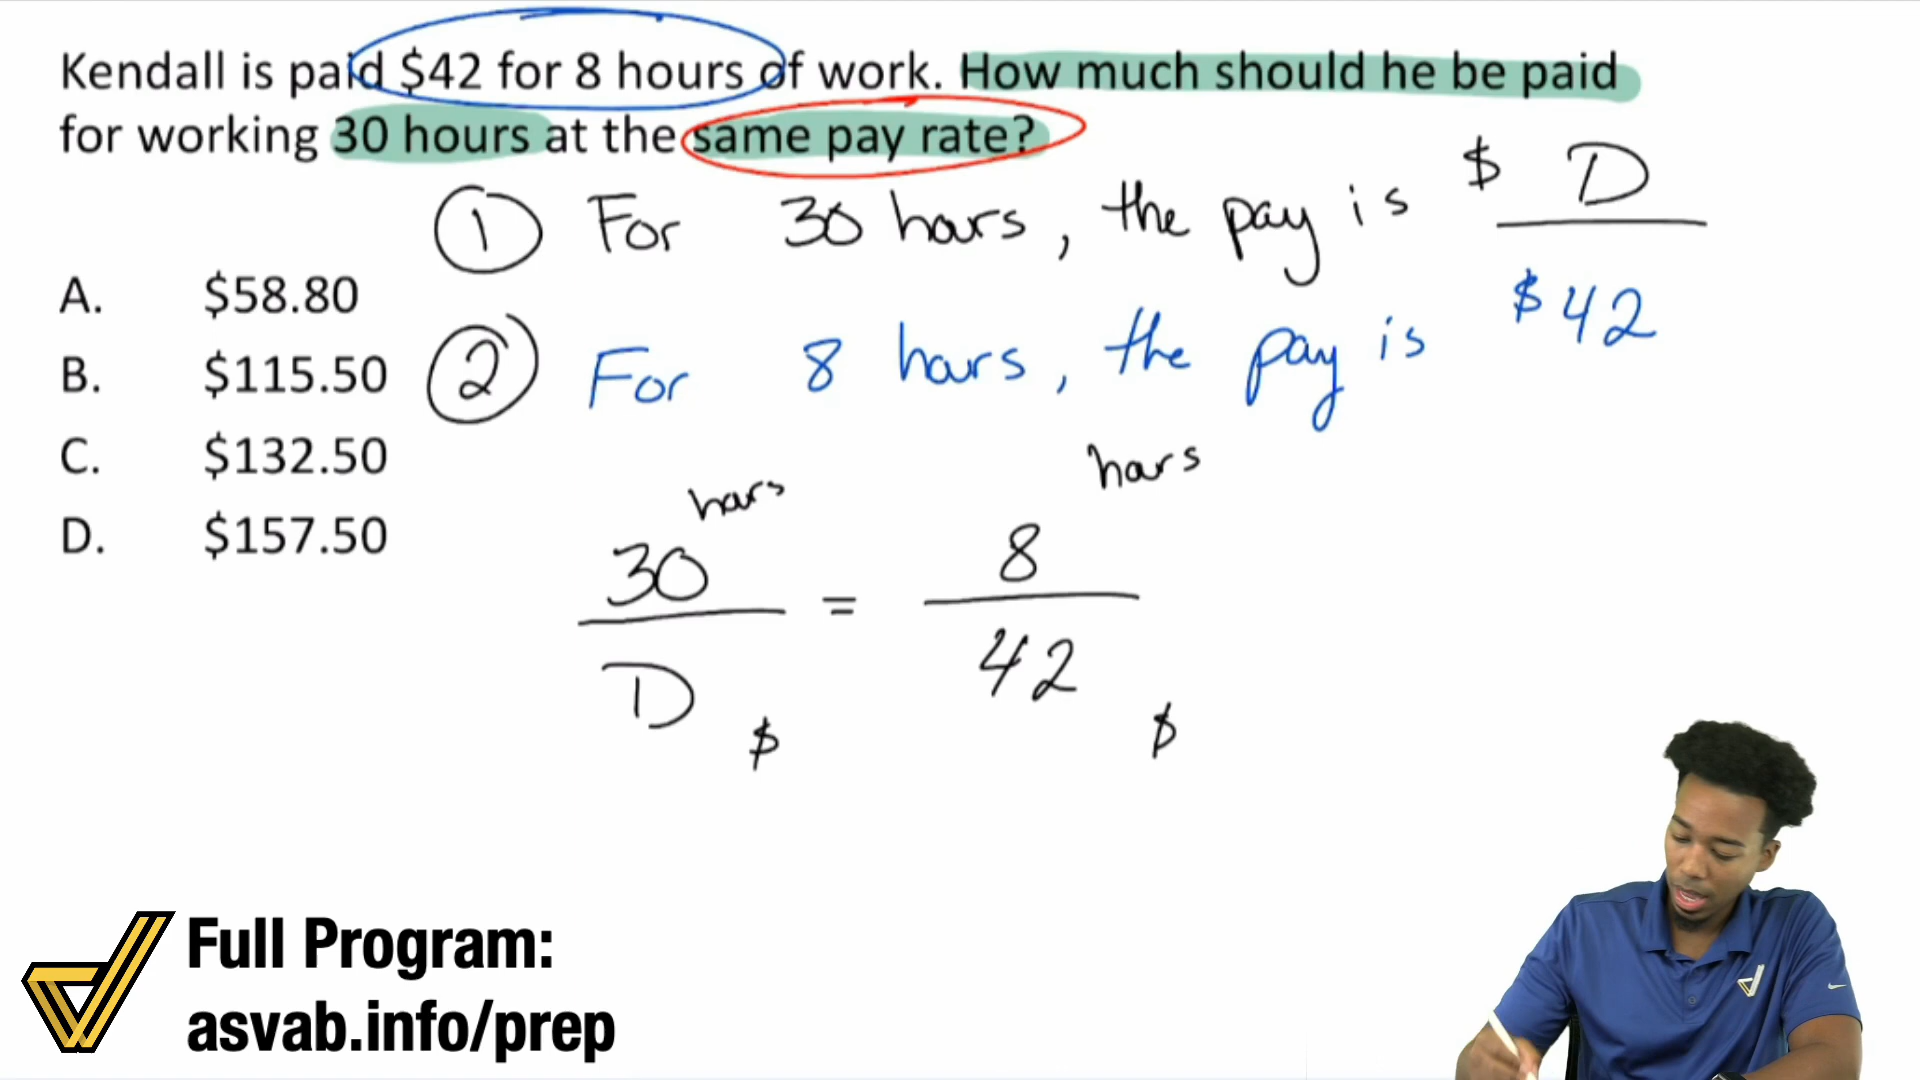 Kendall is paid $42 for 8 hours of work. How much should he be paid
for working 30 hours at the same pay rate?
① For 30 hours, the pay is $ D
A. $58.80
② For 8 hours, the pay is $42
B. $115.50
C. $132.50
D. $157.50
hours hours
30 = 8
D 42
$ $
Full Program:
asvab.info/prep